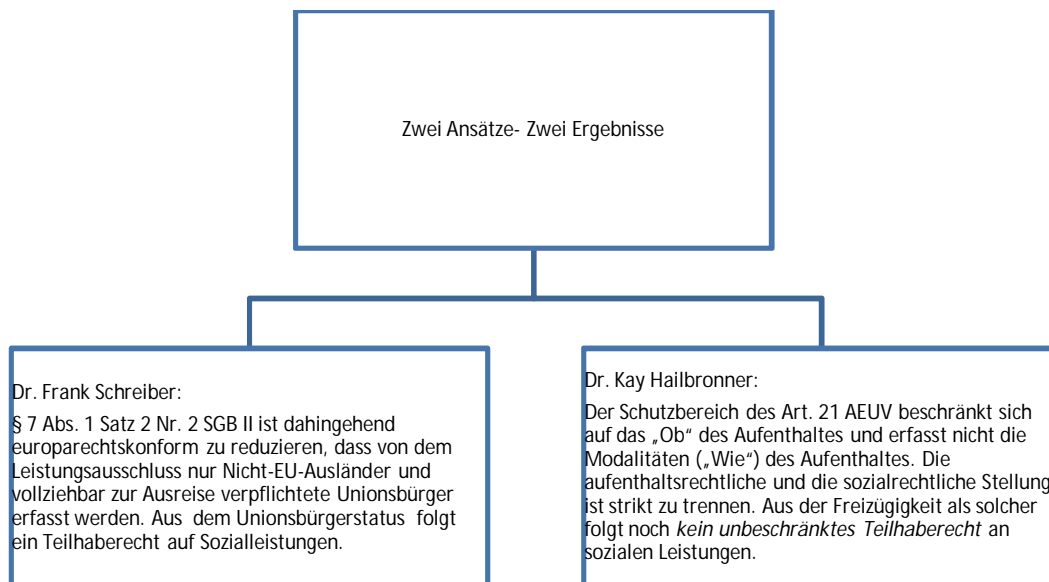 Zwei Ansätze- Zwei Ergebnisse
Dr. Frank Schreiber:
§ 7 Abs. 1 Satz 2 Nr. 2 SGB II ist dahingehend
europarechtskonform zu reduzieren, dass von dem
Leistungsausschluss nur Nicht-EU-Ausländer und
vollziehbar zur Ausreise verpflichtete Unionsbürger
erfasst werden. Aus dem Unionsbürgerstatus folgt
ein Teilhaberecht auf Sozialleistungen.
Dr. Kay Hailbronner:
Der Schutzbereich des Art. 21 AEUV beschränkt sich
auf das „Ob“ des Aufenthaltes und erfasst nicht die
Modalitäten („Wie“) des Aufenthaltes. Die
aufenthaltsrechtliche und die sozialrechtliche Stellung
ist strikt zu trennen. Aus der Freizügigkeit als solcher
folgt noch kein unbeschränktes Teilhaberecht an
sozialen Leistungen.